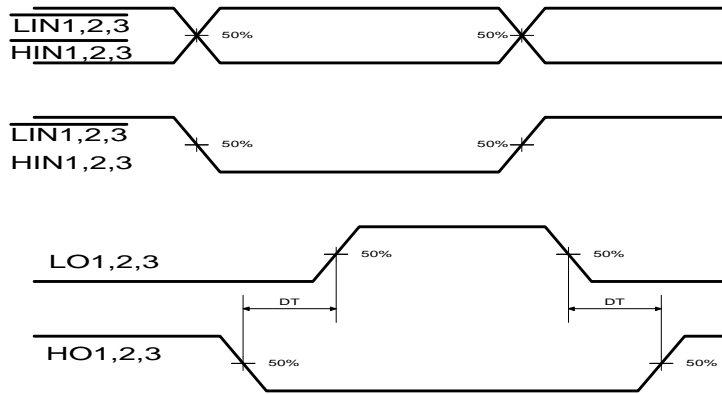 LIN1,2,3
50% 50%
HIN1,2,3
LIN1,2,3
50% 50%
HIN1,2,3
LO1,2,3 50% 50%
DT DT
HO1,2,3 50% 50%